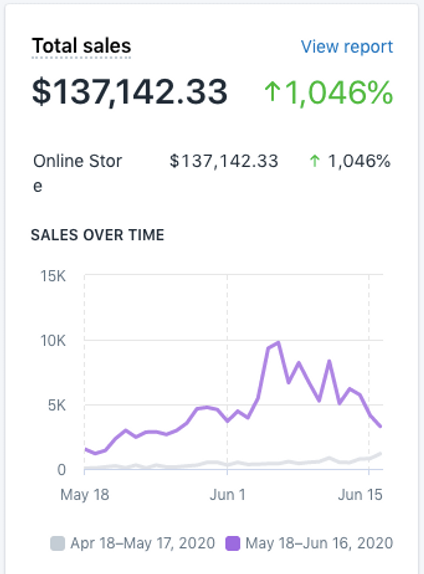 Total sales View report
$137,142.33 ↑1,046%
Online Stor $137,142.33 ↑ 1,046%
e
SALES OVER TIME
15K
10K
5K
0
May 18 Jun 1 Jun 15
Apr 18–May 17, 2020 May 18–Jun 16, 2020